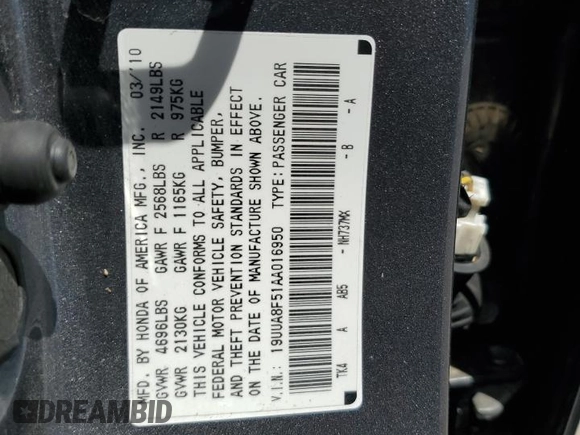 MFD. BY HONDA OF AMERICA MFG., INC. 03/10
GVWR 4696LBS GAWR F 2568LBS R 2149LBS
GVWR 2130KG GAWR F 1165KG R 975KG
THIS VEHICLE CONFORMS TO ALL APPLICABLE
FEDERAL MOTOR VEHICLE SAFETY, BUMPER,
AND THEFT PREVENTION STANDARDS IN EFFECT
ON THE DATE OF MANUFACTURE SHOWN ABOVE.
V.I.N.: 19UUA8F51AA016950 TYPE: PASSENGER CAR
TK4 A AB5 - NH737MX - B - A
DREAMBID